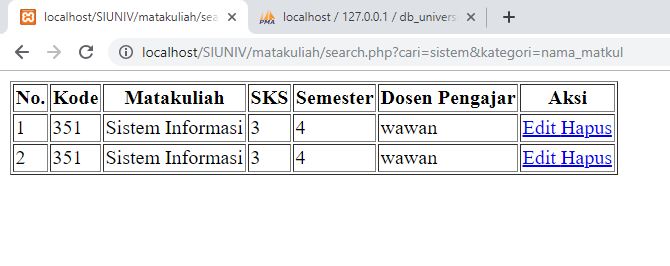 localhost/SIUNIV/matakuliah/sea
localhost / 127.0.0.1 / db_univers
localhost/SIUNIV/matakuliah/search.php?cari=sistem&kategori=nama_matkul
No. Kode Matakuliah SKS Semester Dosen Pengajar Aksi
1 351 Sistem Informasi 3 4 wawan Edit Hapus
2 351 Sistem Informasi 3 4 wawan Edit Hapus